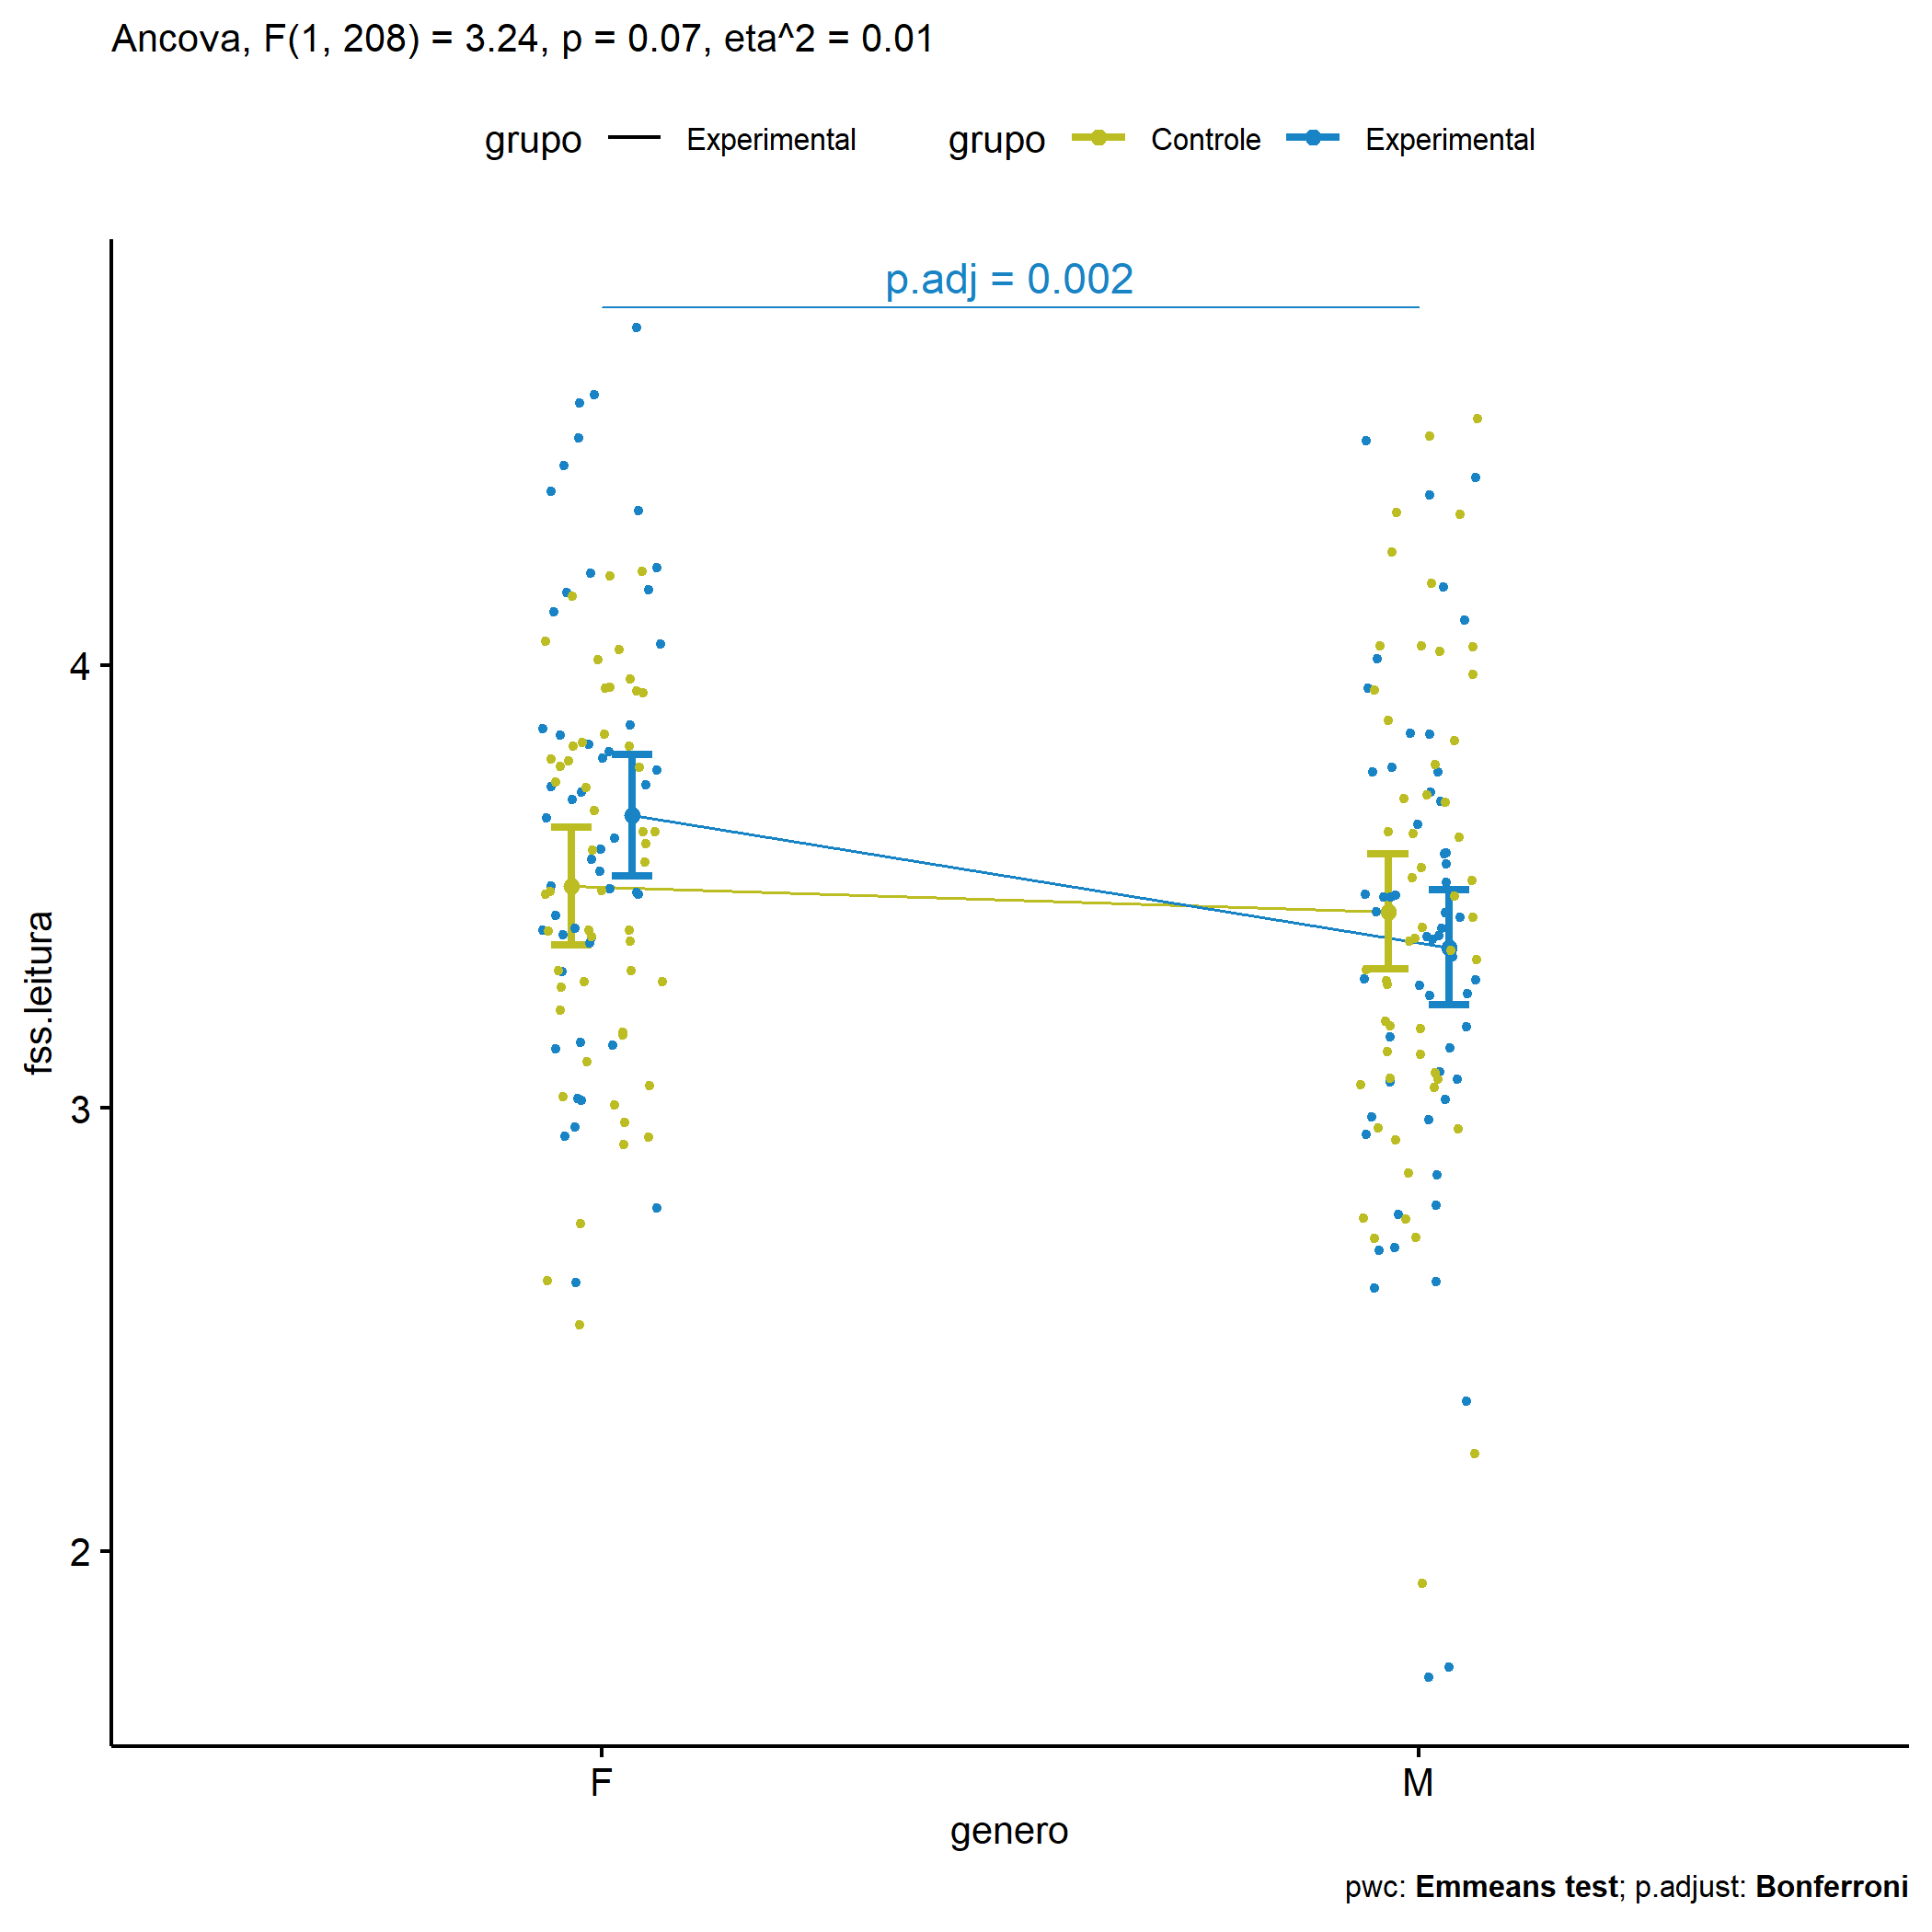 Ancova, F(1, 208) = 3.24, p = 0.07, eta^2 = 0.01
grupo Experimental grupo Controle Experimental
p.adj = 0.002
4
3
2
fss.leitura
F M
genero
pwc: Emmeans test; p.adjust: Bonferroni